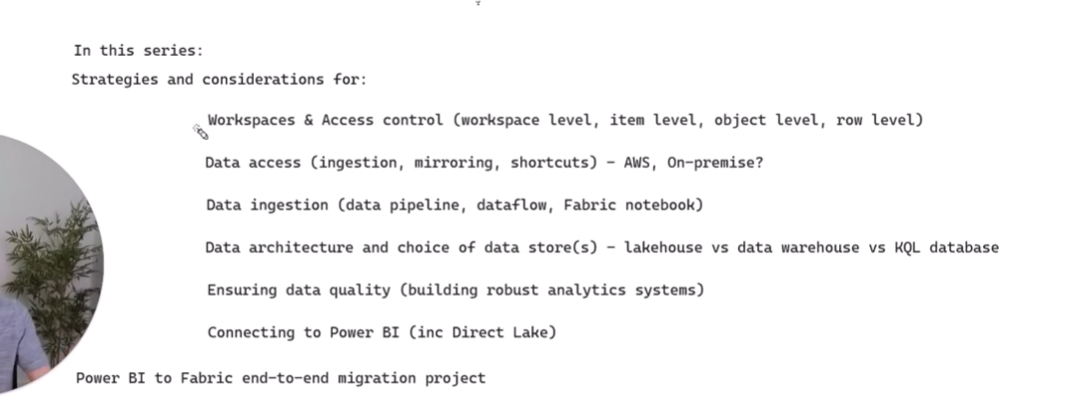 In this series:
Strategies and considerations for:
Workspaces & Access control (workspace level, item level, object level, row level)
Data access (ingestion, mirroring, shortcuts) - AWS, On-premise?
Data ingestion (data pipeline, dataflow, Fabric notebook)
Data architecture and choice of data store(s) - lakehouse vs data warehouse vs KQL database
Ensuring data quality (building robust analytics systems)
Connecting to Power BI (inc Direct Lake)
Power BI to Fabric end-to-end migration project